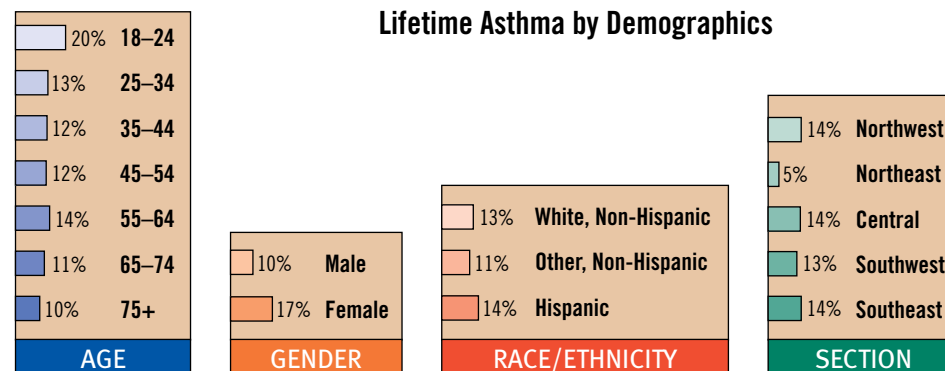 Lifetime Asthma by Demographics
20% 18–24
13% 25–34
12% 35–44
12% 45–54
14% 55–64
11% 65–74
10% 75+
AGE
10% Male
17% Female
GENDER
13% White, Non-Hispanic
11% Other, Non-Hispanic
14% Hispanic
RACE/ETHNICITY
14% Northwest
5% Northeast
14% Central
13% Southwest
14% Southeast
SECTION